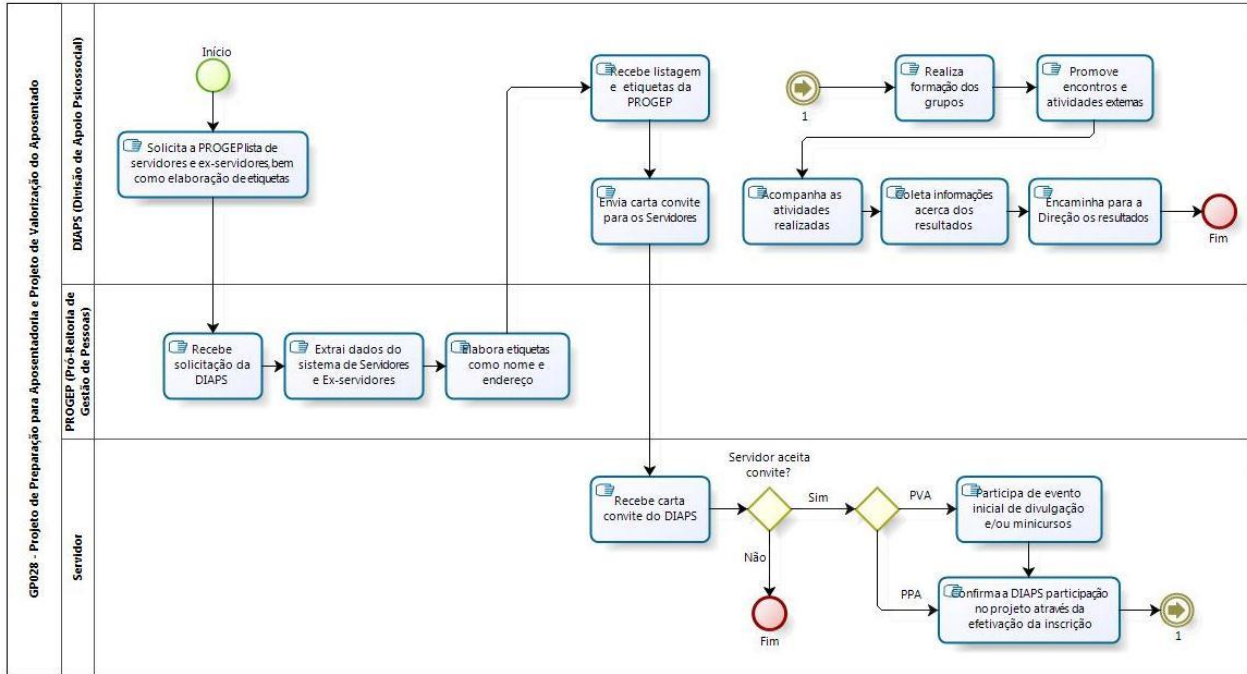 GP028 - Projeto de Preparação para Aposentadoria e Projeto de Valorização do Aposentado
DIAPS (Divisão de Apoio Psicossocial)
Início
Solicita a PROGEP lista de
servidores e ex-servidores, bem
como elaboração de etiquetas
Recebe listagem
e etiquetas da
PROGEP
Envia carta convite
para os Servidores
1
Realiza
formação dos
grupos
Promove
encontros e
atividades externas
Acompanha as
atividades
realizadas
Coleta informações
acerca dos
resultados
Encaminha para a
Direção os resultados
Fim
PROGEP (Pró-Reitoria de
Gestão de Pessoas)
Recebe
solicitação da
DIAPS
Extrai dados do
sistema de Servidores
e Ex-servidores
Elabora etiquetas
como nome e
endereço
Servidor
Recebe carta
convite do DIAPS
Servidor aceita
convite?
Sim
Não
Fim
PVA
PPA
Participa de evento
inicial de divulgação
e/ou minicursos
Confirma a DIAPS participação
no projeto através da
efetivação da inscrição
1